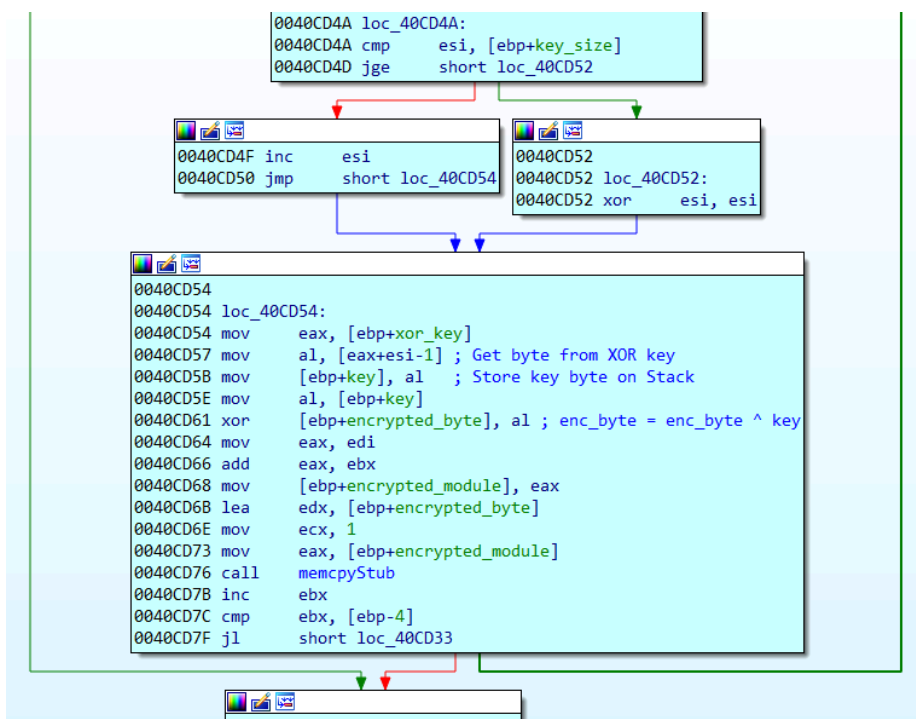 0040CD4A loc_40CD4A:
0040CD4A cmp     esi, [ebp+key_size]
0040CD4D jge     short loc_40CD52
0040CD4F inc     esi
0040CD50 jmp     short loc_40CD54
0040CD52
0040CD52 loc_40CD52:
0040CD52 xor     esi, esi
0040CD54
0040CD54 loc_40CD54:
0040CD54 mov     eax, [ebp+xor_key]
0040CD57 mov     al, [eax+esi-1] ; Get byte from XOR key
0040CD5B mov     [ebp+key], al   ; Store key byte on Stack
0040CD5E mov     al, [ebp+key]
0040CD61 xor     [ebp+encrypted_byte], al ; enc_byte = enc_byte ^ key
0040CD64 mov     eax, edi
0040CD66 add     eax, ebx
0040CD68 mov     [ebp+encrypted_module], eax
0040CD6B lea     edx, [ebp+encrypted_byte]
0040CD6E mov     ecx, 1
0040CD73 mov     eax, [ebp+encrypted_module]
0040CD76 call    memcpyStub
0040CD7B inc     ebx
0040CD7C cmp     ebx, [ebp-4]
0040CD7F jl      short loc_40CD33